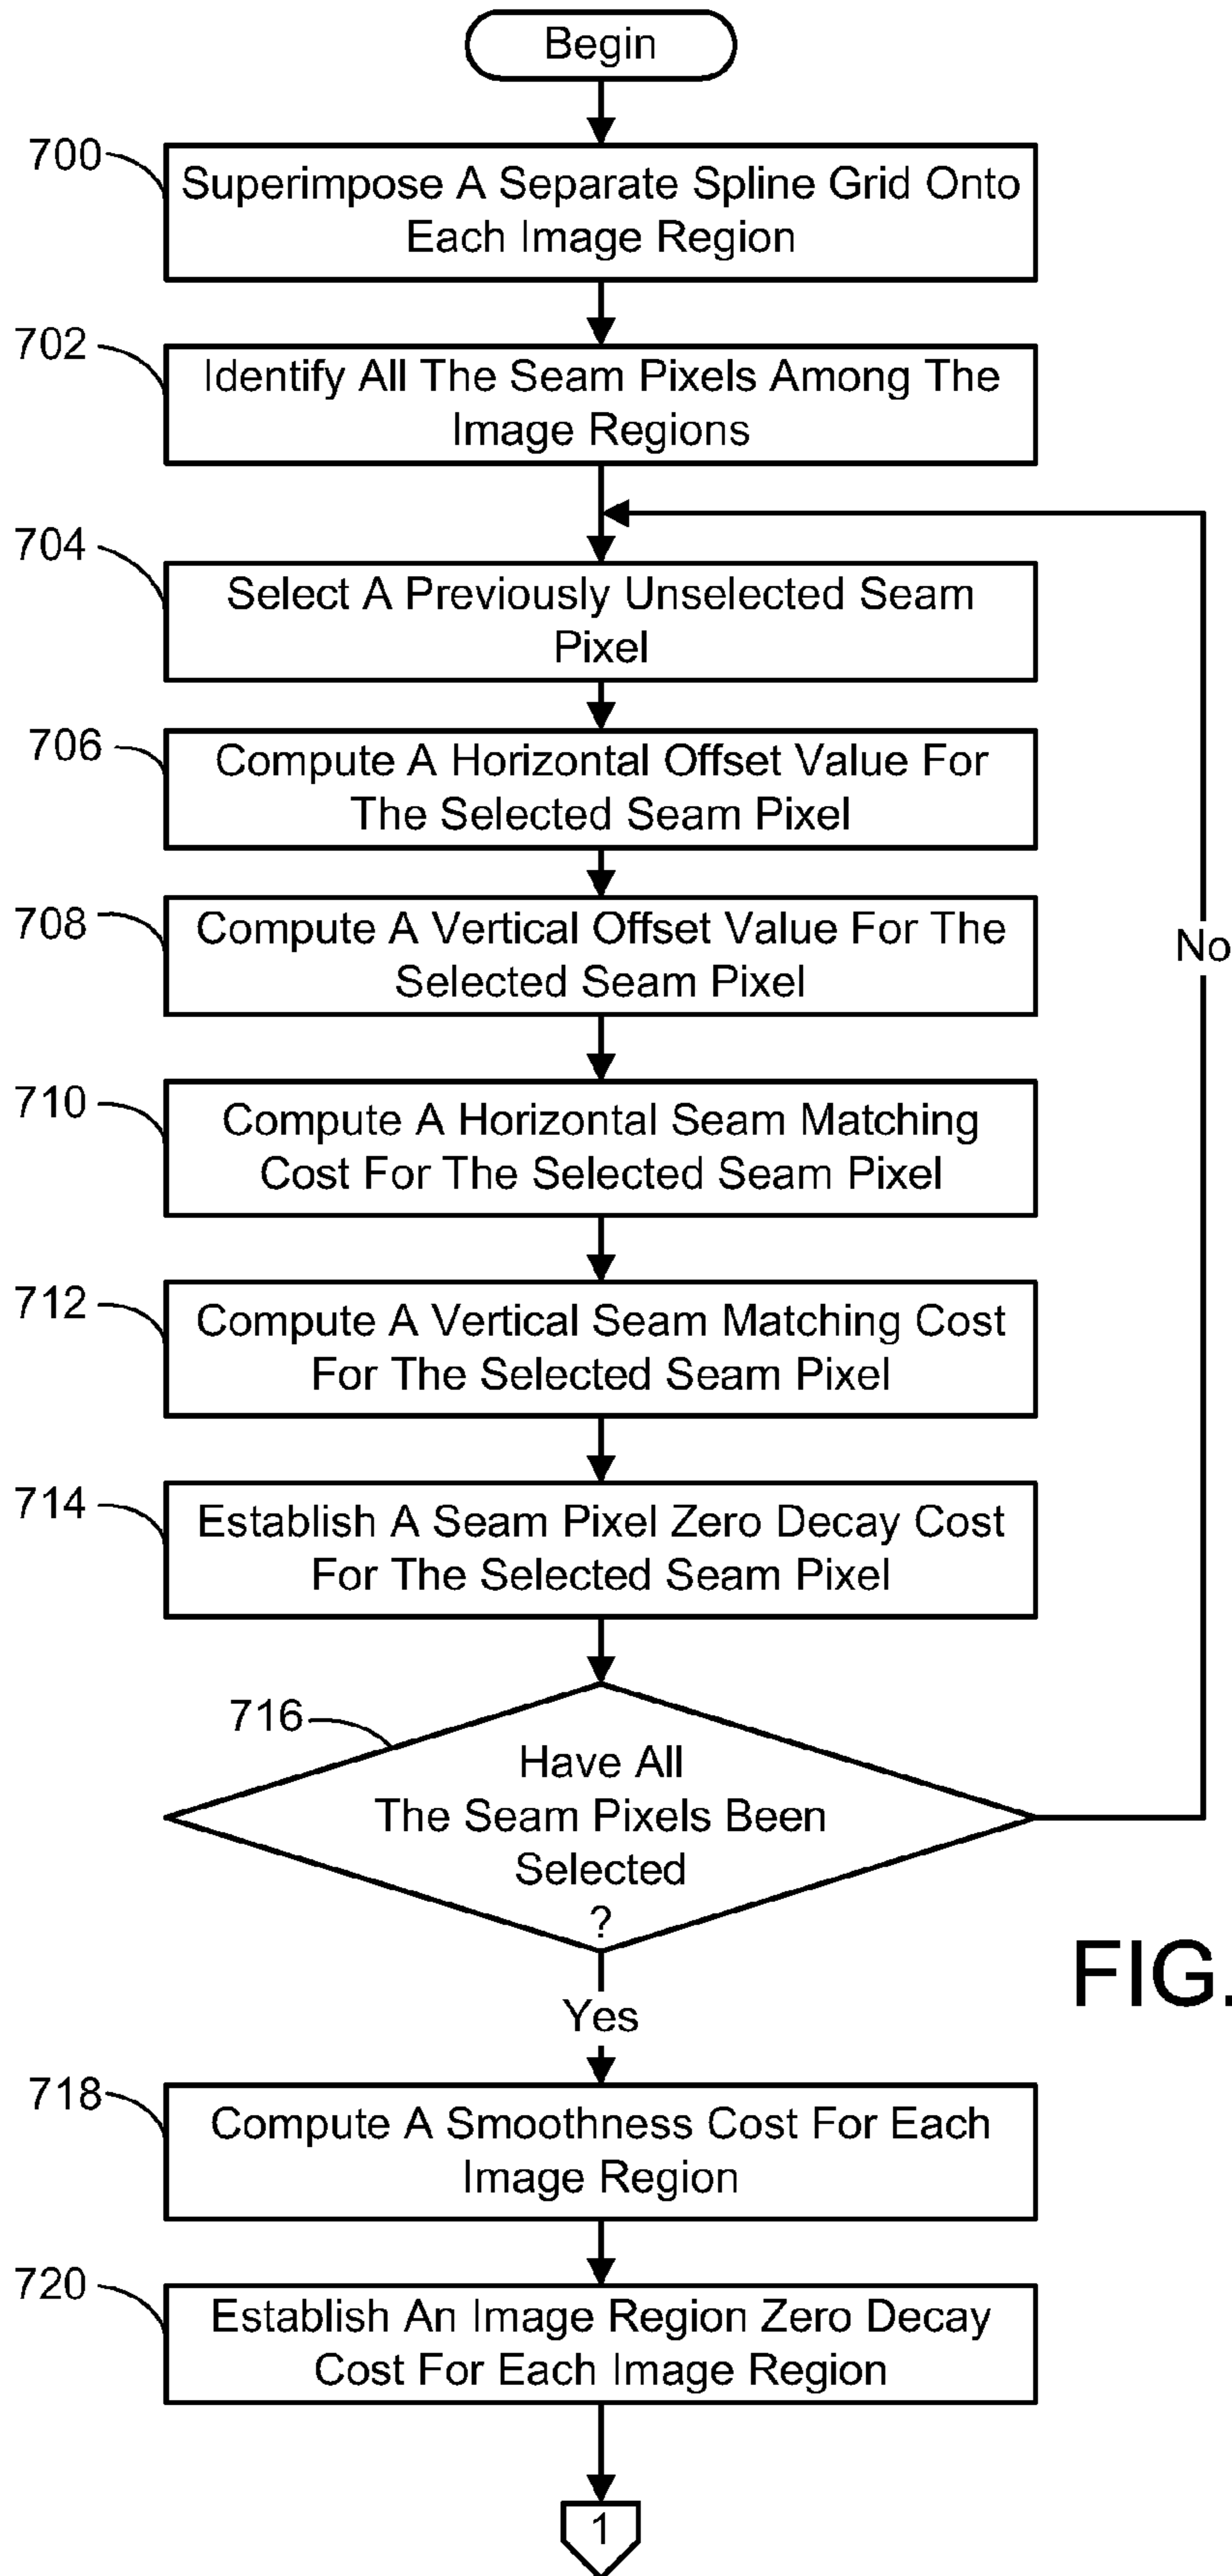 Begin
700
Superimpose A Separate Spline Grid Onto
Each Image Region
702
Identify All The Seam Pixels Among The
Image Regions
704
Select A Previously Unselected Seam
Pixel
706
Compute A Horizontal Offset Value For
The Selected Seam Pixel
708
Compute A Vertical Offset Value For The
Selected Seam Pixel
No
710
Compute A Horizontal Seam Matching
Cost For The Selected Seam Pixel
712
Compute A Vertical Seam Matching Cost
For The Selected Seam Pixel
714
Establish A Seam Pixel Zero Decay Cost
For The Selected Seam Pixel
716
Have All
The Seam Pixels Been
Selected
?
FIG.
Yes
718
Compute A Smoothness Cost For Each
Image Region
720
Establish An Image Region Zero Decay
Cost For Each Image Region
1